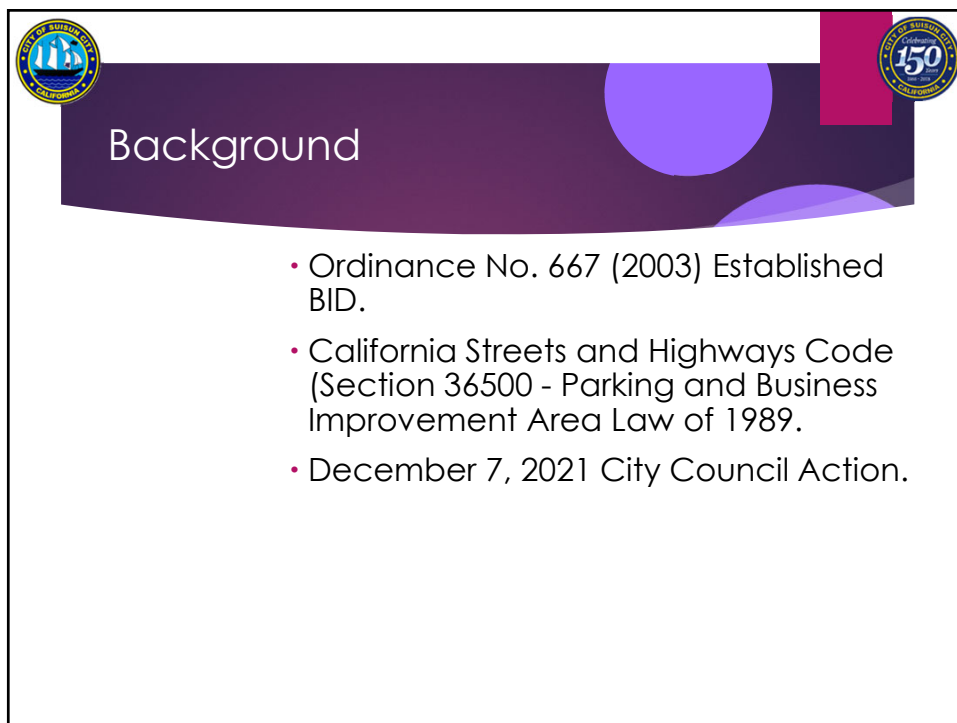 CITY OF SUISUN CITY
CALIFORNIA
CITY OF SUISUN CITY
Celebrating
150
Years
CALIFORNIA
Background
• Ordinance No. 667 (2003) Established
BID.
• California Streets and Highways Code
(Section 36500 - Parking and Business
Improvement Area Law of 1989.
• December 7, 2021 City Council Action.